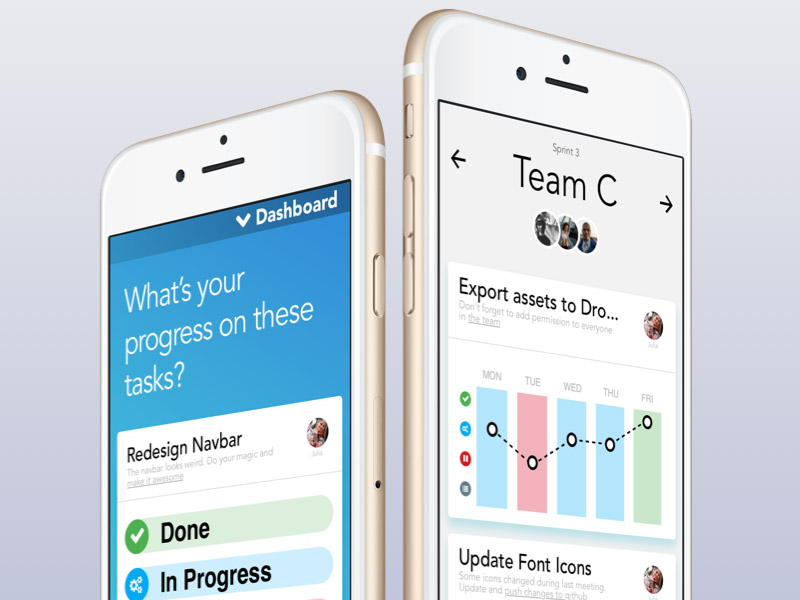 Dashboard
What's your
progress on these
tasks?
Redesign Navbar
The navbar looks weird. Do your magic and
make it awesome
Julia
Done
In Progress
Sprint 3
Team C
Export assets to Dro...
Don't forget to add permission to everyone
in the team
Julia
MON TUE WED THU FRI
Update Font Icons
Some icons changed during last meeting.
Update and push changes to github
Julia